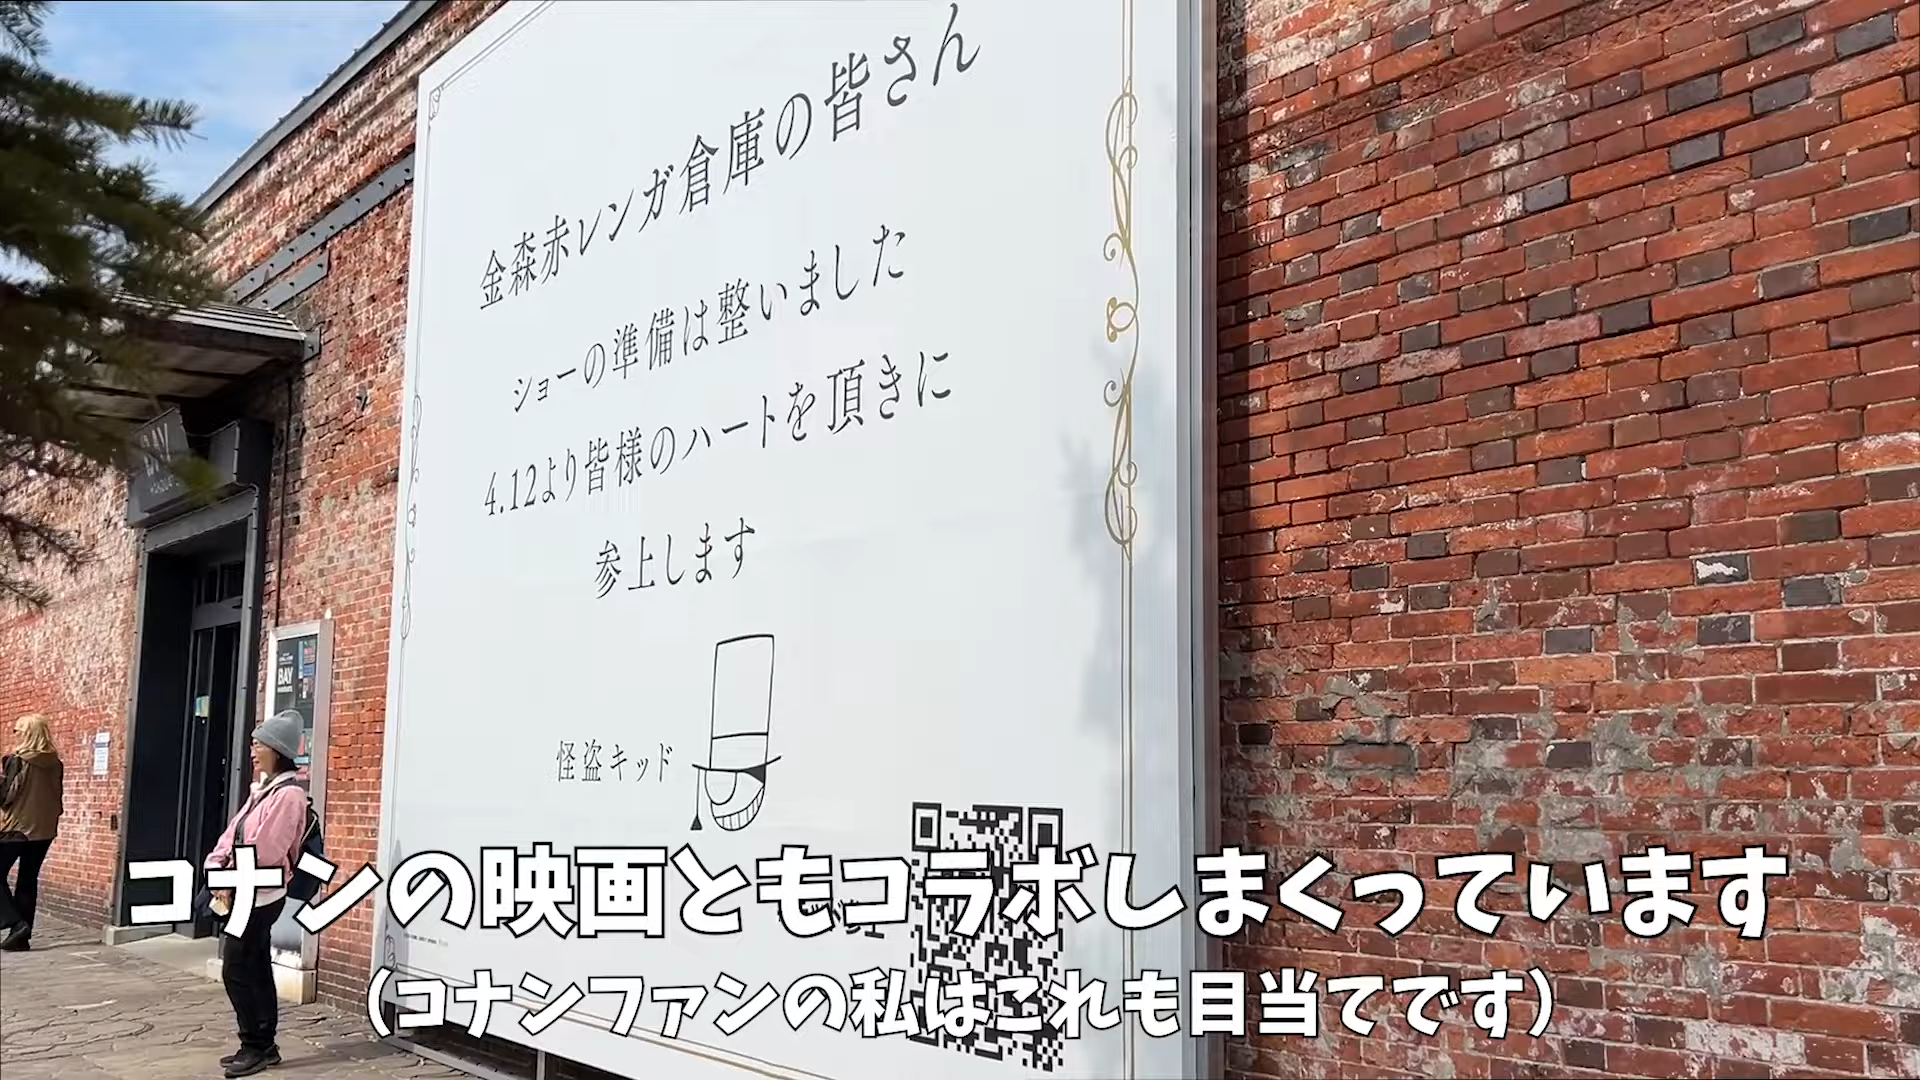 金森赤レンガ倉庫の皆さん
ショーの準備は整いました
4.12より皆様のハートを頂きに
参上します
怪盗キッド
BAY
BAY
コナンの映画ともコラボしまくっています
(コナンファンの私はこれも目当てです)